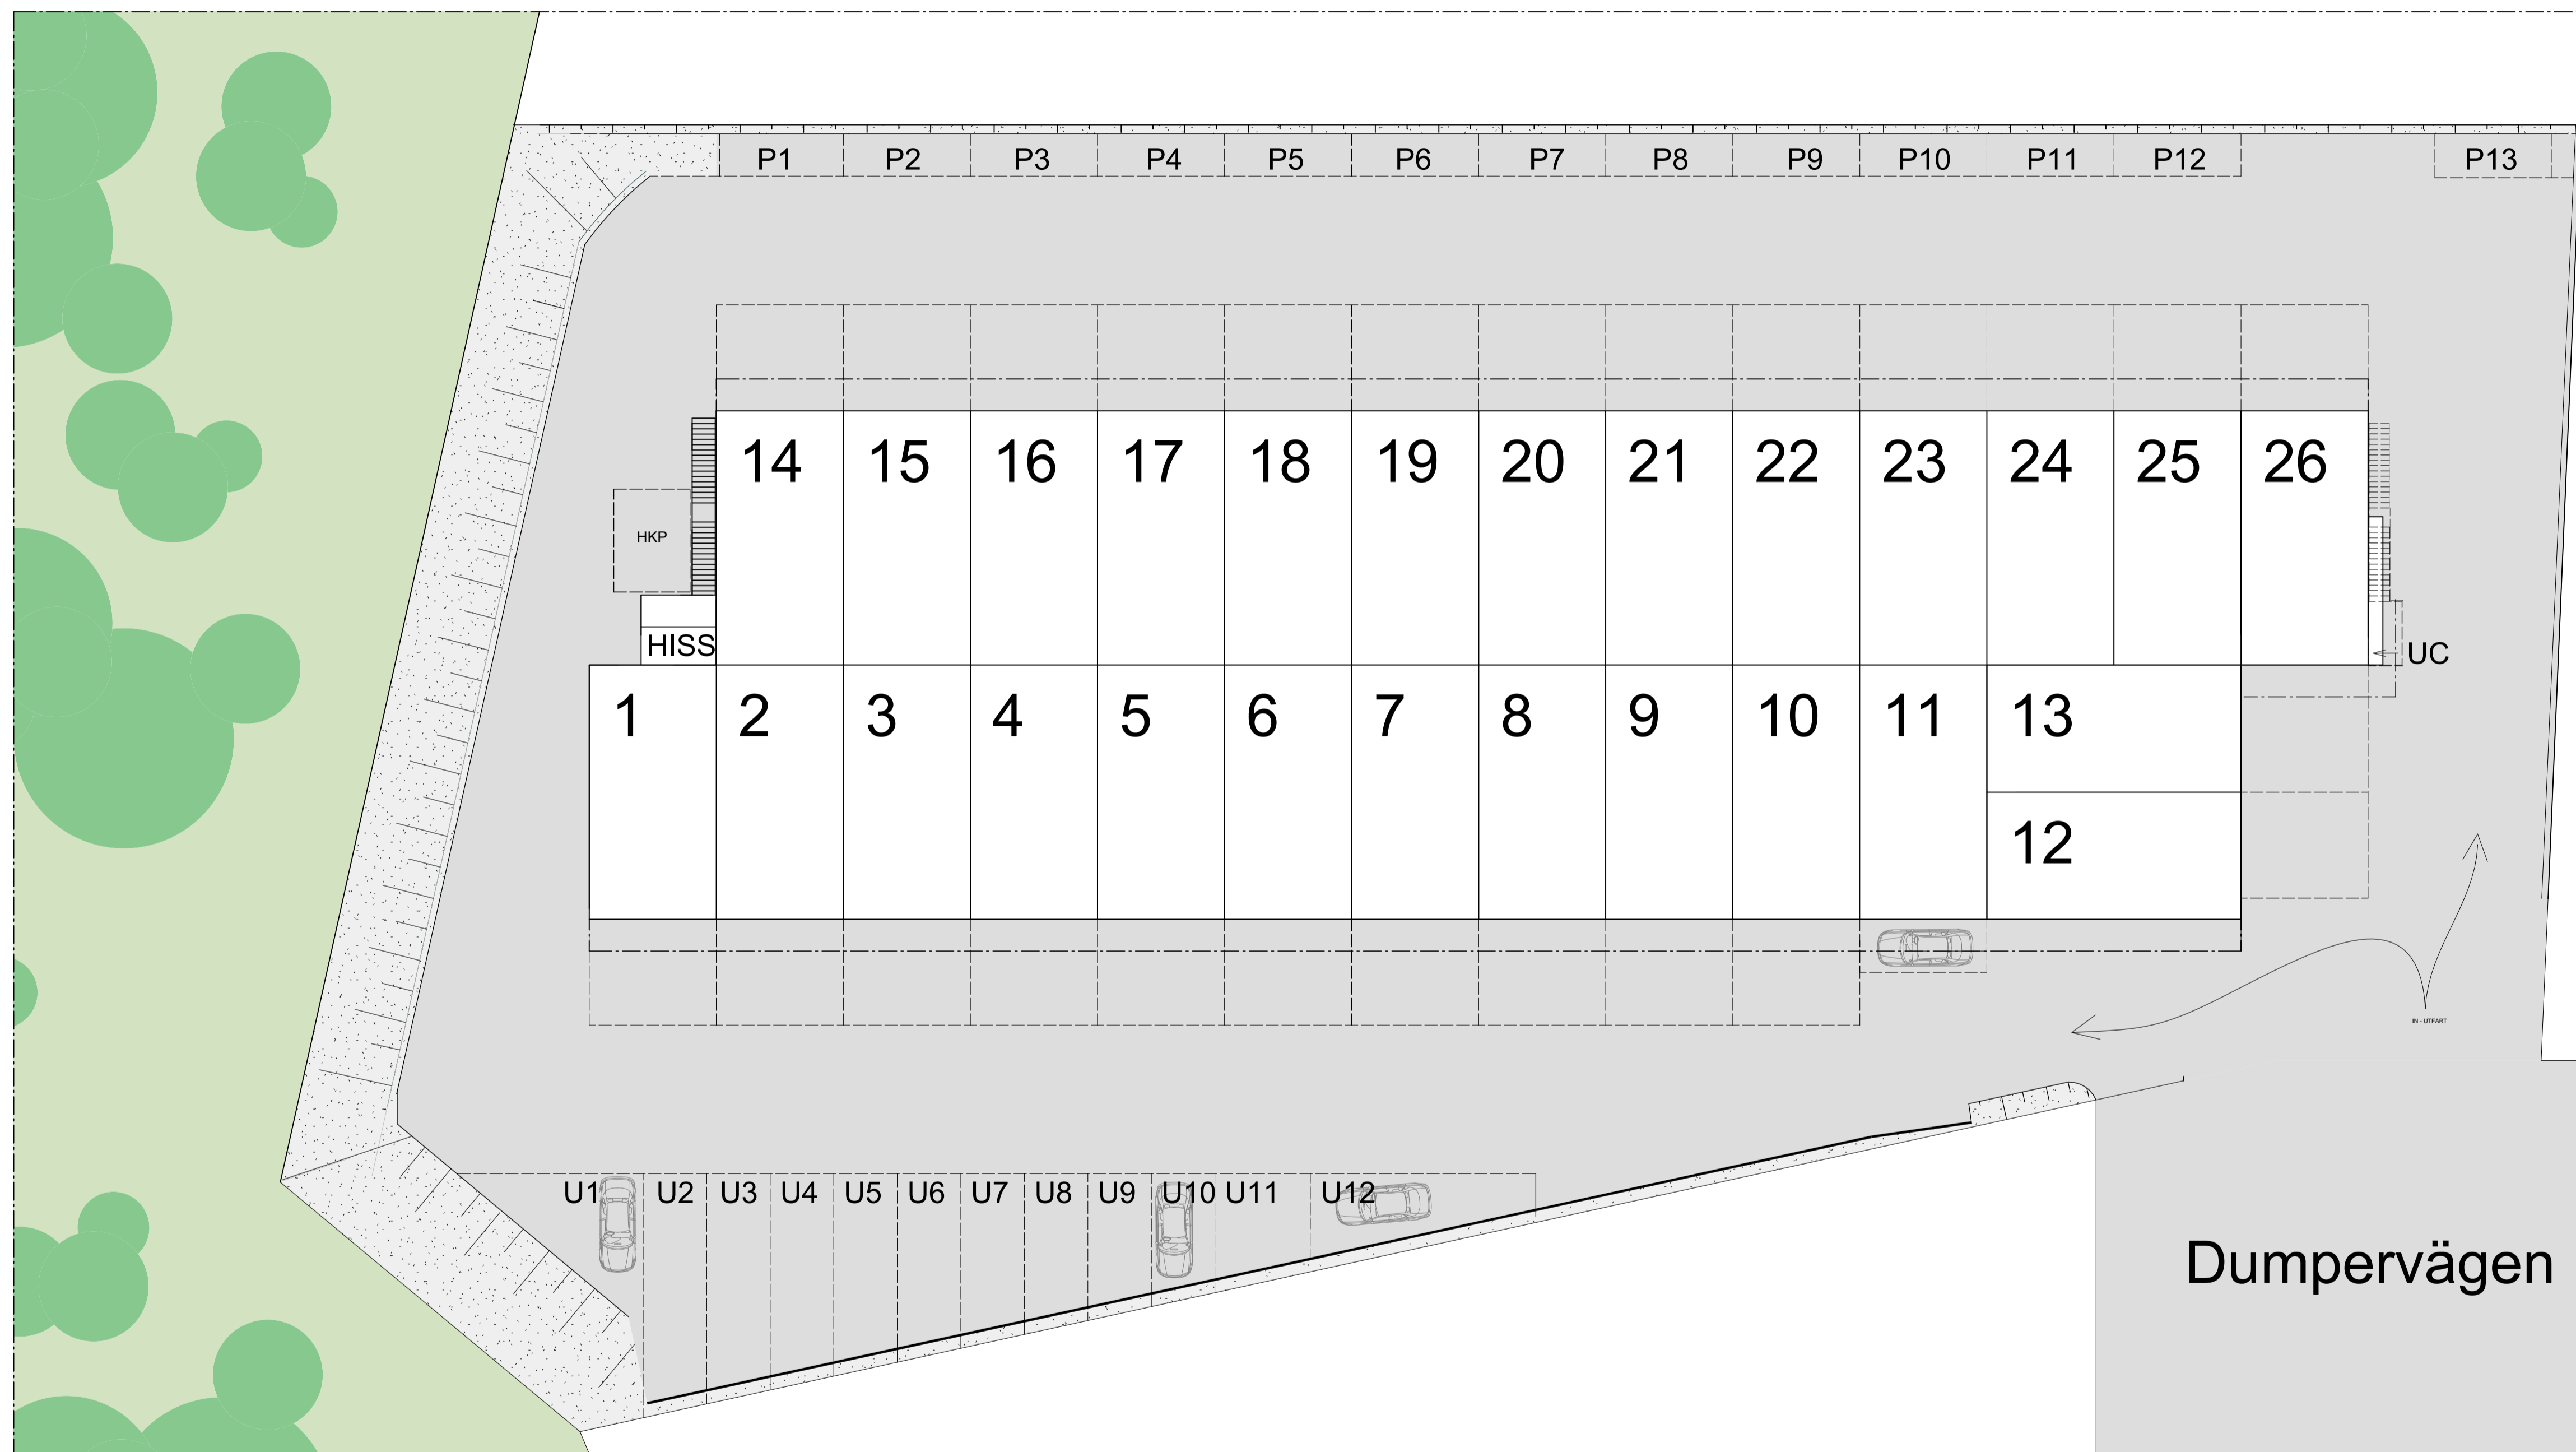 P1 P2 P3 P4 P5 P6 P7 P8 P9 P10 P11 P12 P13
14 15 16 17 18 19 20 21 22 23 24 25 26
HKP
HISS
UC
1 2 3 4 5 6 7 8 9 10 11 13
12
IN - UTFART
U1 U2 U3 U4 U5 U6 U7 U8 U9 U10 U11 U12
Dumpervägen